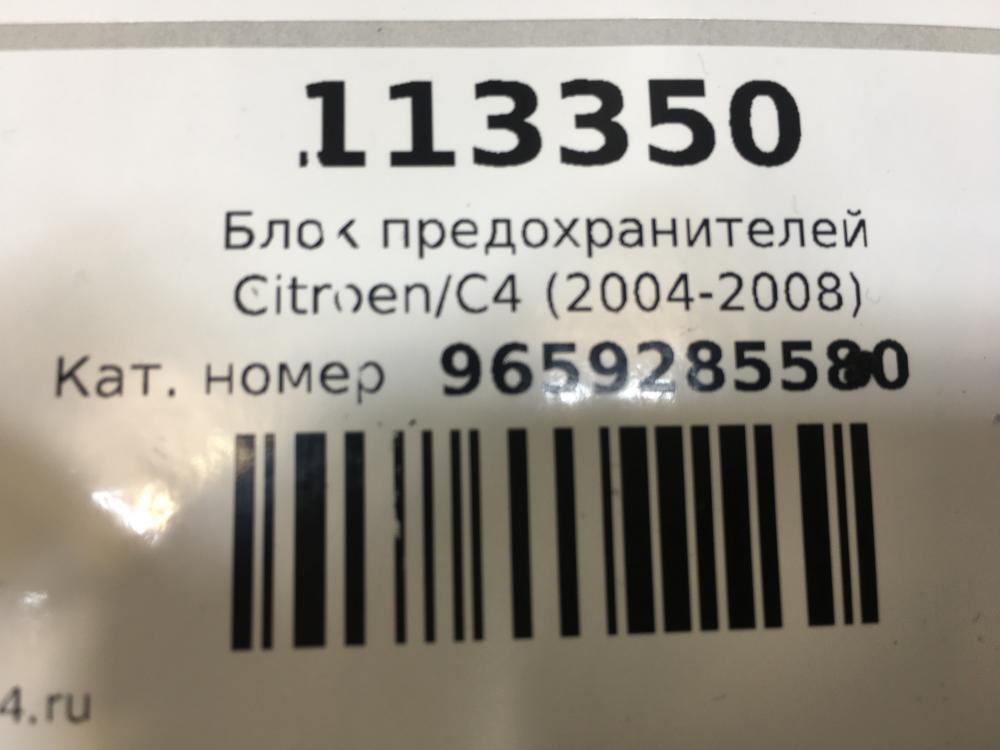 113350
Блок предохранителей
Citroen/C4 (2004-2008)
Кат. номер 9659285580
4.ru